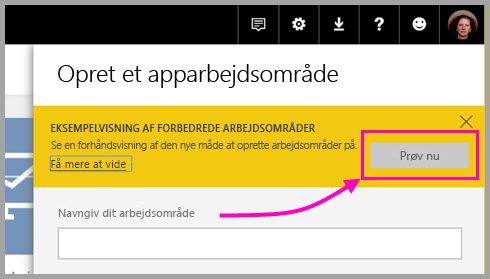 Opret et apparbejdsområde
EKSEMPELVISNING AF FORBEDREDE ARBEJDSOMRÅDER
Se en forhåndsvisning af den nye måde at oprette arbejdsområder på.
Få mere at vide
Prøv nu
Navngiv dit arbejdsområde